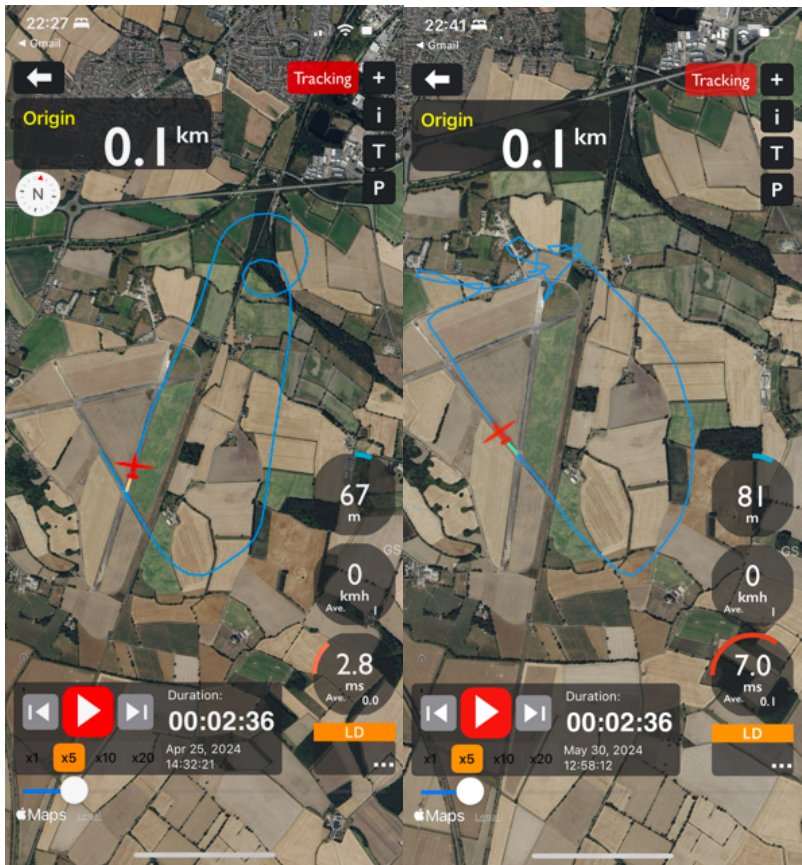 22:27
◀ Gmail
Tracking
+
Origin
0.1 km
i
T
P
N
67
m
GS
0
kmh
Ave. 1
2.8
ms
Ave. 0.0
LD
Duration:
00:02:36
Apr 25, 2024
14:32:21
x1 x5 x10 x20
...
Maps Legal
22:41
◀ Gmail
Tracking
+
Origin
0.1 km
i
T
P
81
m
GS
0
kmh
Ave. 1
7.0
ms
Ave. 0.1
LD
Duration:
00:02:36
May 30, 2024
12:58:12
x1 x5 x10 x20
...
Maps Legal